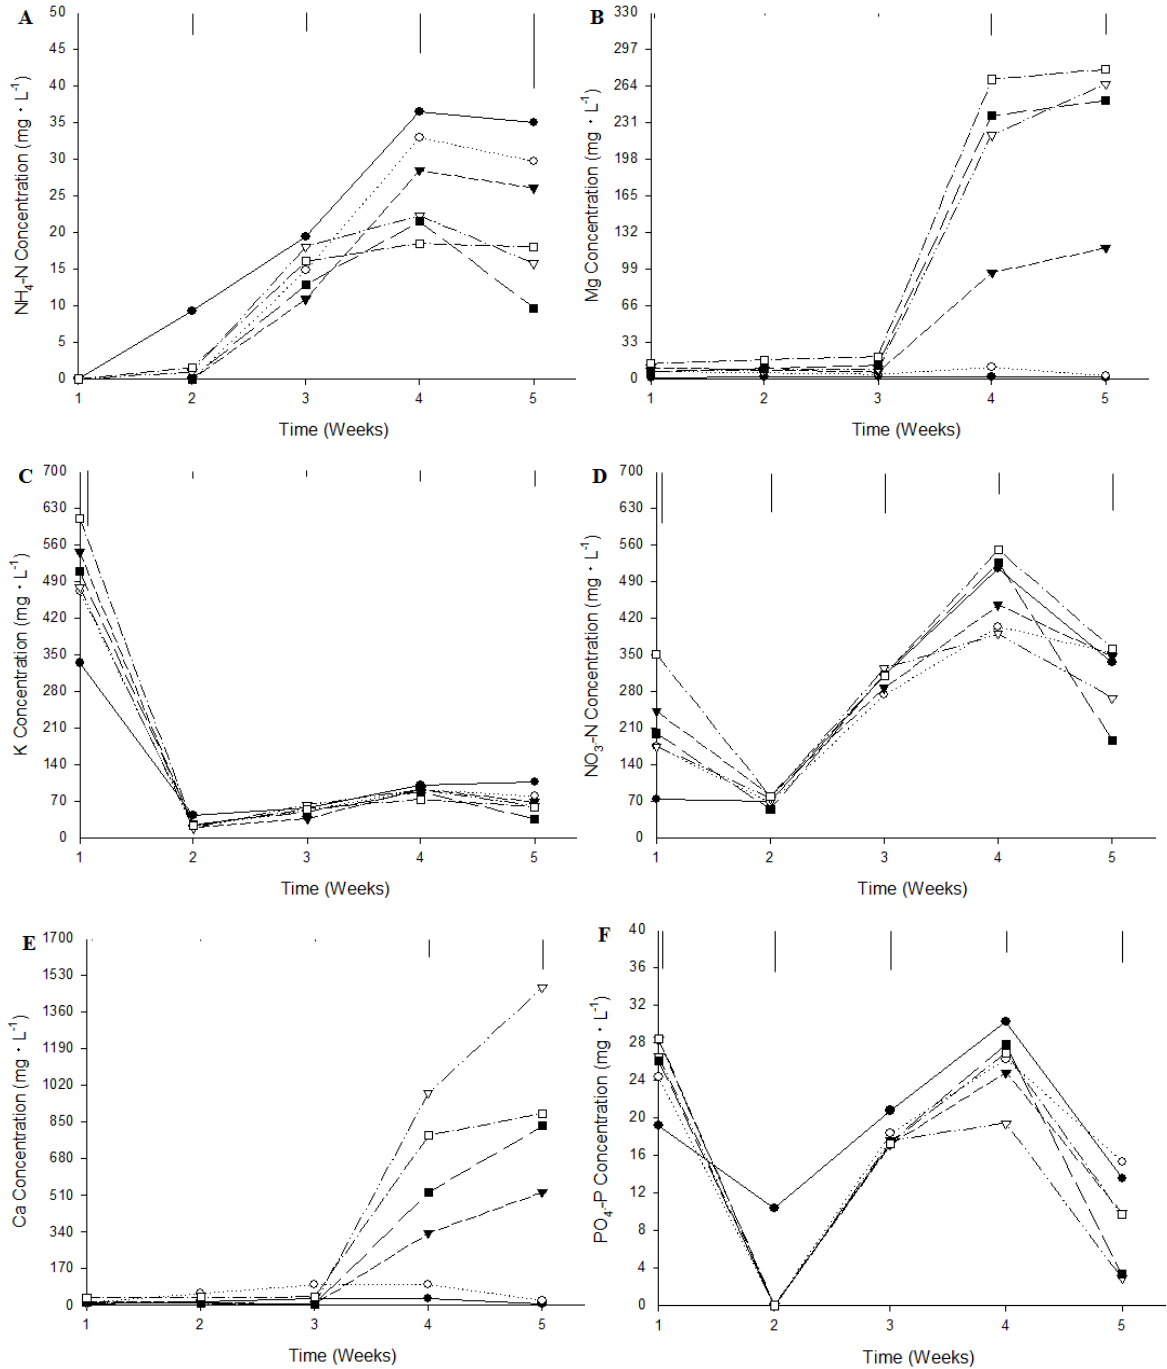 A
NH₄-N Concentration (mg · L⁻¹)
50
45
40
35
30
25
20
15
10
5
0
1 2 3 4 5
Time (Weeks)
B
Mg Concentration (mg · L⁻¹)
330
297
264
231
198
165
132
99
66
33
0
1 2 3 4 5
Time (Weeks)
C
K Concentration (mg · L⁻¹)
700
630
560
490
420
350
280
210
140
70
0
1 2 3 4 5
Time (Weeks)
D
NO₃-N Concentration (mg · L⁻¹)
700
630
560
490
420
350
280
210
140
70
0
1 2 3 4 5
Time (Weeks)
E
Ca Concentration (mg · L⁻¹)
1700
1530
1360
1190
1020
850
680
510
340
170
0
1 2 3 4 5
Time (Weeks)
F
PO₄-P Concentration (mg · L⁻¹)
40
36
32
28
24
20
16
12
8
4
0
1 2 3 4 5
Time (Weeks)